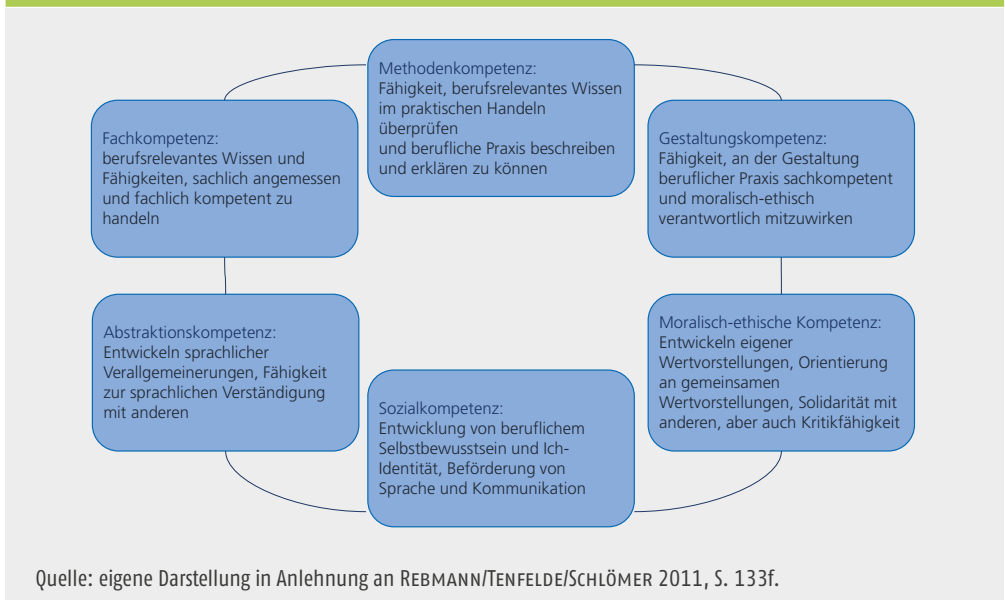 Methodenkompetenz:
Fähigkeit, berufsrelevantes Wissen
im praktischen Handeln
überprüfen
und berufliche Praxis beschreiben
und erklären zu können
Fachkompetenz:
berufsrelevantes Wissen und
Fähigkeiten, sachlich angemessen
und fachlich kompetent zu
handeln
Gestaltungskompetenz:
Fähigkeit, an der Gestaltung
beruflicher Praxis sachkompetent
und moralisch-ethisch
verantwortlich mitzuwirken
Abstraktionskompetenz:
Entwickeln sprachlicher
Verallgemeinerungen, Fähigkeit
zur sprachlichen Verständigung
mit anderen
Moralisch-ethische Kompetenz:
Entwickeln eigener
Wertvorstellungen, Orientierung
an gemeinsamen
Wertvorstellungen, Solidarität mit
anderen, aber auch Kritikfähigkeit
Sozialkompetenz:
Entwicklung von beruflichem
Selbstbewusstsein und Ich-
Identität, Beförderung von
Sprache und Kommunikation
Quelle: eigene Darstellung in Anlehnung an REBMANN/TENFELDE/SCHLÖMER 2011, S. 133f.